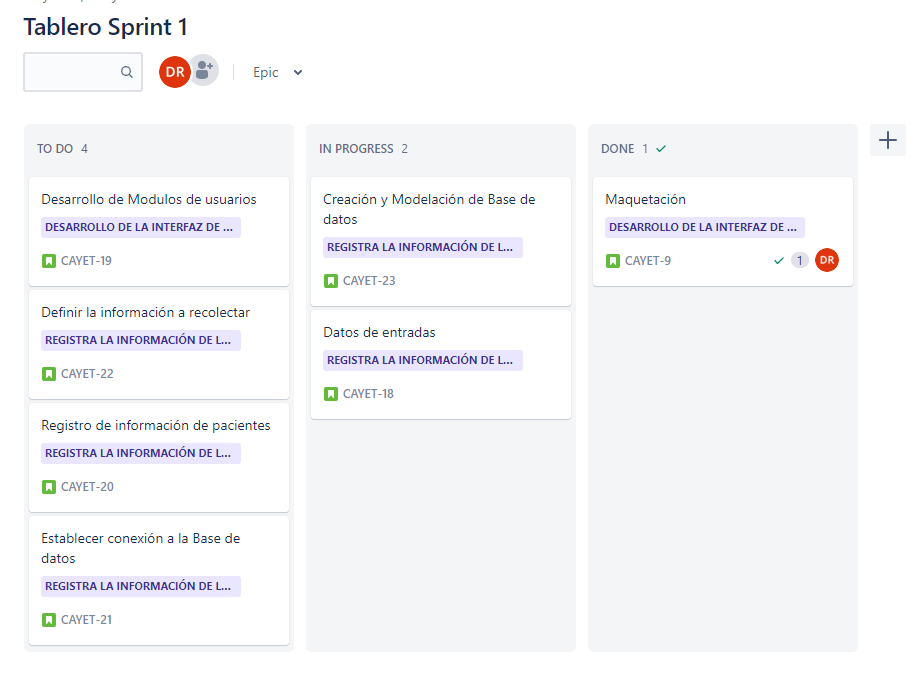 Tablero Sprint 1
DR
Epic
TO DO 4
Desarrollo de Modulos de usuarios
DESARROLLO DE LA INTERFAZ DE ...
CAYET-19
Definir la información a recolectar
REGISTRA LA INFORMACIÓN DE L...
CAYET-22
Registro de información de pacientes
REGISTRA LA INFORMACIÓN DE L...
CAYET-20
Establecer conexión a la Base de
datos
REGISTRA LA INFORMACIÓN DE L...
CAYET-21
IN PROGRESS 2
Creación y Modelación de Base de
datos
REGISTRA LA INFORMACIÓN DE L...
CAYET-23
Datos de entradas
REGISTRA LA INFORMACIÓN DE L...
CAYET-18
DONE 1
Maquetación
DESARROLLO DE LA INTERFAZ DE ...
CAYET-9
1
DR